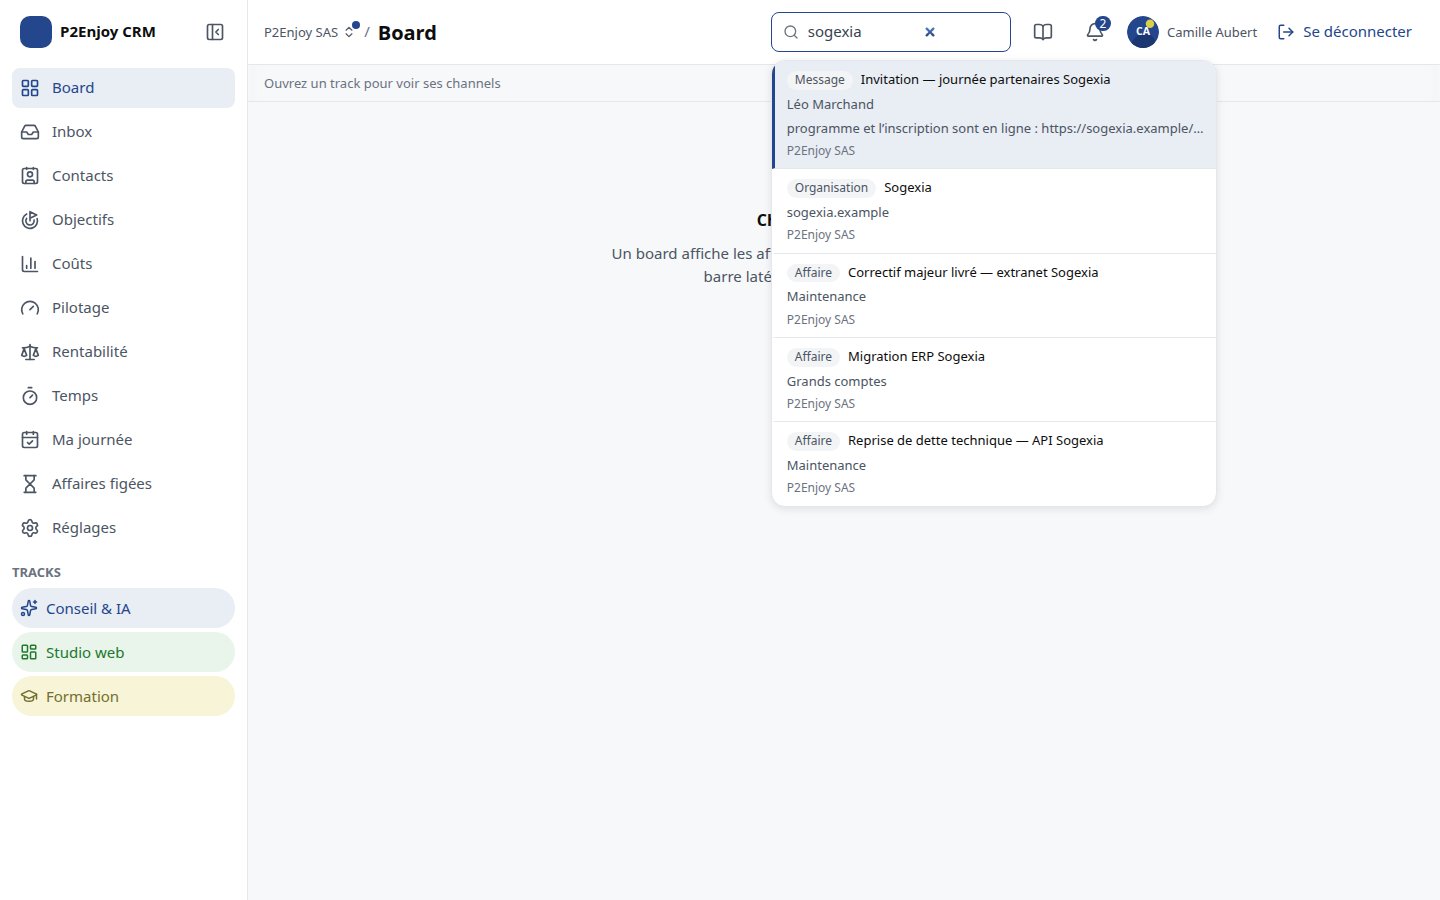 P2Enjoy CRM
Board
Inbox
Contacts
Objectifs
Coûts
Pilotage
Rentabilité
Temps
Ma journée
Affaires figées
Réglages
TRACKS
Conseil & IA
Studio web
Formation
P2Enjoy SAS / Board
sogexia
2
CA
Camille Aubert
Se déconnecter
Ouvrez un track pour voir ses channels
Un board affiche les
barre
Message Invitation — journée partenaires Sogexia
Léo Marchand
programme et l'inscription sont en ligne : https://sogexia.example/...
P2Enjoy SAS
Organisation Sogexia
sogexia.example
P2Enjoy SAS
Affaire Correctif majeur livré — extranet Sogexia
Maintenance
P2Enjoy SAS
Affaire Migration ERP Sogexia
Grands comptes
P2Enjoy SAS
Affaire Reprise de dette technique — API Sogexia
Maintenance
P2Enjoy SAS